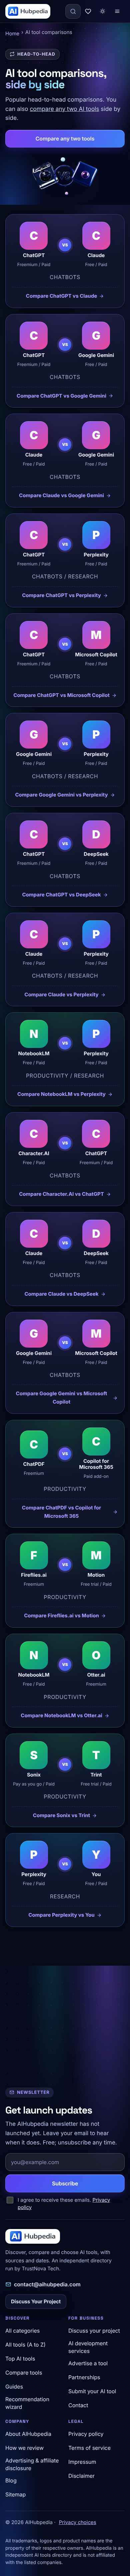 AI Hubpedia
Home › AI tool comparisons
HEAD-TO-HEAD
AI tool comparisons,
side by side
Popular head-to-head comparisons. You
can also compare any two AI tools side by
side.
Compare any two tools
C
VS
C
ChatGPT
Claude
Freemium / Paid
Free / Paid
CHATBOTS
Compare ChatGPT vs Claude →
C
VS
G
ChatGPT
Google Gemini
Freemium / Paid
Free / Paid
CHATBOTS
Compare ChatGPT vs Google Gemini →
C
VS
G
Claude
Google Gemini
Free / Paid
Free / Paid
CHATBOTS
Compare Claude vs Google Gemini →
C
VS
P
ChatGPT
Perplexity
Freemium / Paid
Free / Paid
CHATBOTS / RESEARCH
Compare ChatGPT vs Perplexity →
C
VS
M
ChatGPT
Microsoft Copilot
Freemium / Paid
Free / Paid
CHATBOTS
Compare ChatGPT vs Microsoft Copilot →
G
VS
P
Google Gemini
Perplexity
Free / Paid
Free / Paid
CHATBOTS / RESEARCH
Compare Google Gemini vs Perplexity →
C
VS
D
ChatGPT
DeepSeek
Freemium / Paid
Free / Paid
CHATBOTS
Compare ChatGPT vs DeepSeek →
C
VS
P
Claude
Perplexity
Free / Paid
Free / Paid
CHATBOTS / RESEARCH
Compare Claude vs Perplexity →
N
VS
P
NotebookLM
Perplexity
Free / Paid
Free / Paid
PRODUCTIVITY / RESEARCH
Compare NotebookLM vs Perplexity →
C
VS
C
Character.AI
ChatGPT
Free / Paid
Freemium / Paid
CHATBOTS
Compare Character.AI vs ChatGPT →
C
VS
D
Claude
DeepSeek
Free / Paid
Free / Paid
CHATBOTS
Compare Claude vs DeepSeek →
G
VS
M
Google Gemini
Microsoft Copilot
Free / Paid
Free / Paid
CHATBOTS
Compare Google Gemini vs Microsoft
Copilot →
C
VS
C
ChatPDF
Copilot for
Microsoft 365
Freemium
Paid add-on
PRODUCTIVITY
Compare ChatPDF vs Copilot for
Microsoft 365 →
F
VS
M
Fireflies.ai
Motion
Freemium
Free trial / Paid
PRODUCTIVITY
Compare Fireflies.ai vs Motion →
N
VS
O
NotebookLM
Otter.ai
Free / Paid
Freemium
PRODUCTIVITY
Compare NotebookLM vs Otter.ai →
S
VS
T
Sonix
Trint
Pay as you go / Paid
Free trial / Paid
PRODUCTIVITY
Compare Sonix vs Trint →
P
VS
Y
Perplexity
You
Free / Paid
Free / Paid
RESEARCH
Compare Perplexity vs You →
NEWSLETTER
Get launch updates
The AIHubpedia newsletter has not
launched yet. Leave your email to hear
when it does. Free; unsubscribe any time.
you@example.com
Subscribe
I agree to receive these emails. Privacy
policy
AI Hubpedia
Discover, compare and choose AI tools, with
sources and dates. An independent directory
run by TrustNova Tech.
contact@aihubpedia.com
Discuss Your Project
DISCOVER
All categories
All tools (A to Z)
Top AI tools
Compare tools
Guides
Recommendation
wizard
FOR BUSINESS
Discuss your project
AI development
services
Advertise a tool
Partnerships
Submit your AI tool
Contact
COMPANY
About AIHubpedia
How we review
Advertising & affiliate
disclosure
Blog
Sitemap
LEGAL
Privacy policy
Terms of service
Impressum
Disclaimer
© 2026 AIHubpedia · Privacy choices
AI trademarks, logos and product names are the
property of their respective owners. AIHubpedia is an
independent directory and is not affiliated
with the listed companies.